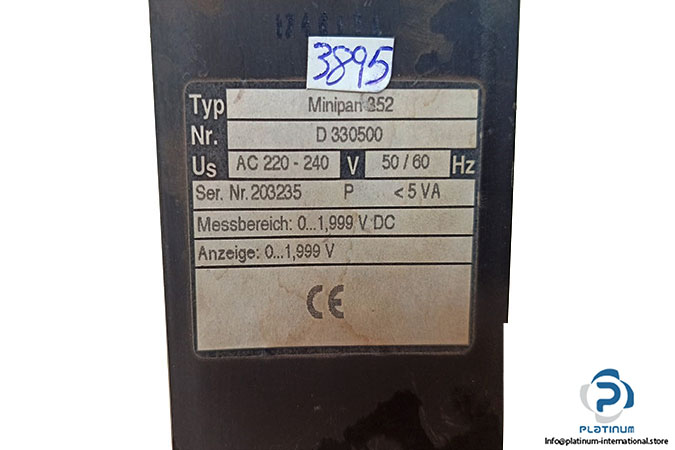 3895
Typ Minipan 352
Nr. D 330500
Us AC 220 - 240 V 50 / 60 Hz
Ser. Nr. 203235 P < 5 VA
Messbereich: 0...1,999 V DC
Anzeige: 0...1,999 V
CE
PLATINUM
Info@platinum-international.store